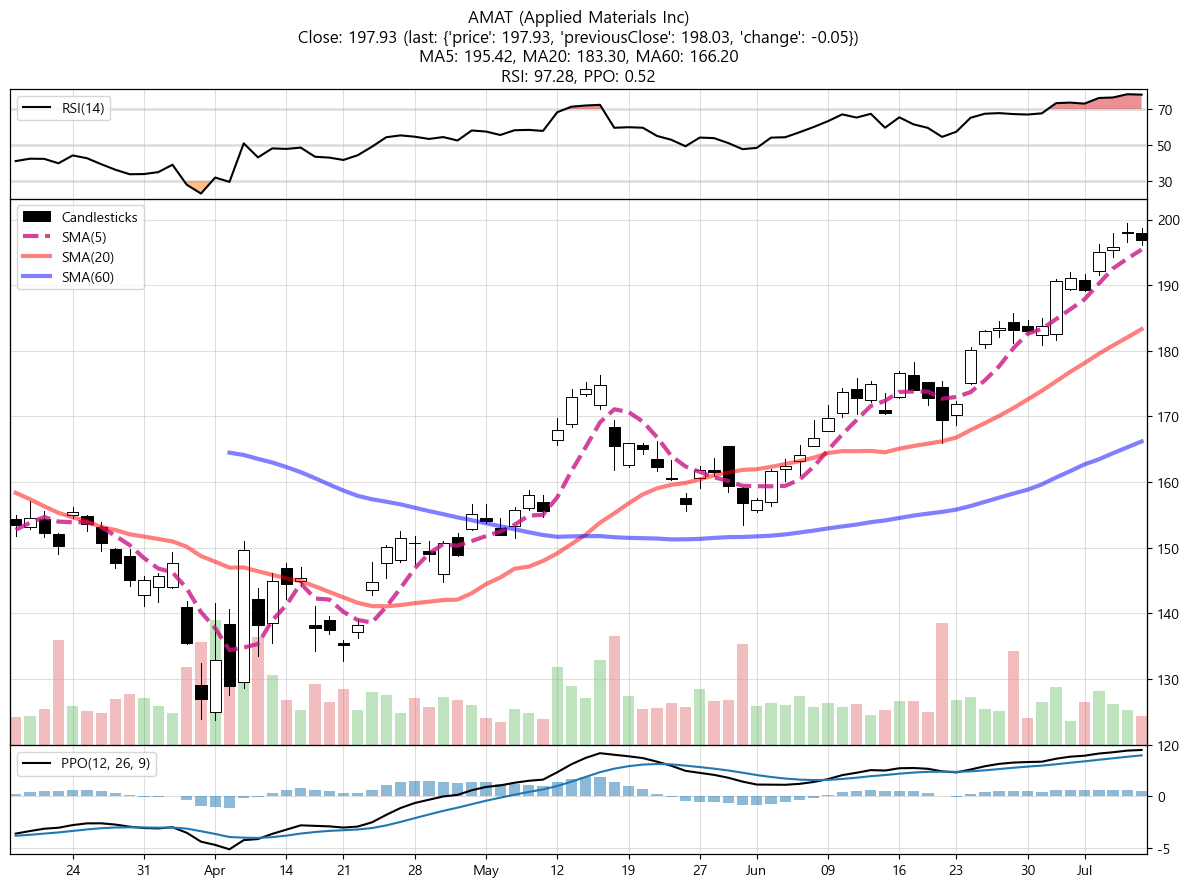 AMAT (Applied Materials Inc)
Close: 197.93 (last: {'price': 197.93, 'previousClose': 198.03, 'change': -0.05})
MA5: 195.42, MA20: 183.30, MA60: 166.20
RSI: 97.28, PPO: 0.52
RSI(14)
70
50
30
Candlesticks
SMA(5)
SMA(20)
SMA(60)
200
190
180
170
160
150
140
130
120
PPO(12, 26, 9)
0
-5
24 31 Apr 14 21 28 May 12 19 27 Jun 09 16 23 30 Jul